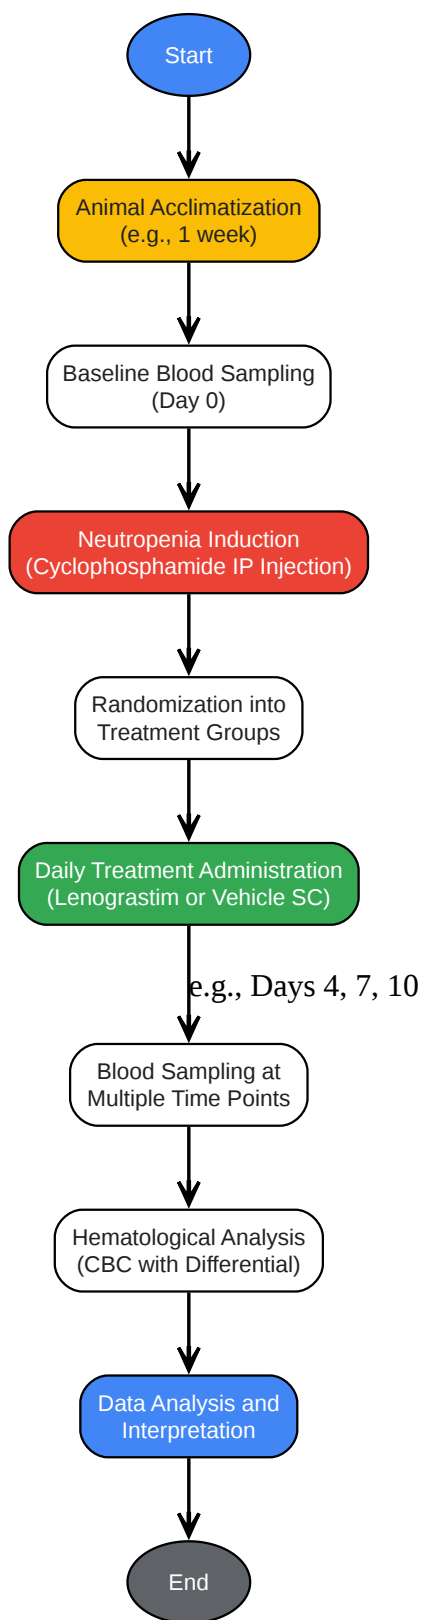 Start
Animal Acclimatization
(e.g., 1 week)
Baseline Blood Sampling
(Day 0)
Neutropenia Induction
(Cyclophosphamide IP Injection)
Randomization into
Treatment Groups
Daily Treatment Administration
(Lenograstim or Vehicle SC)
e.g., Days 4, 7, 10
Blood Sampling at
Multiple Time Points
Hematological Analysis
(CBC with Differential)
Data Analysis and
Interpretation
End